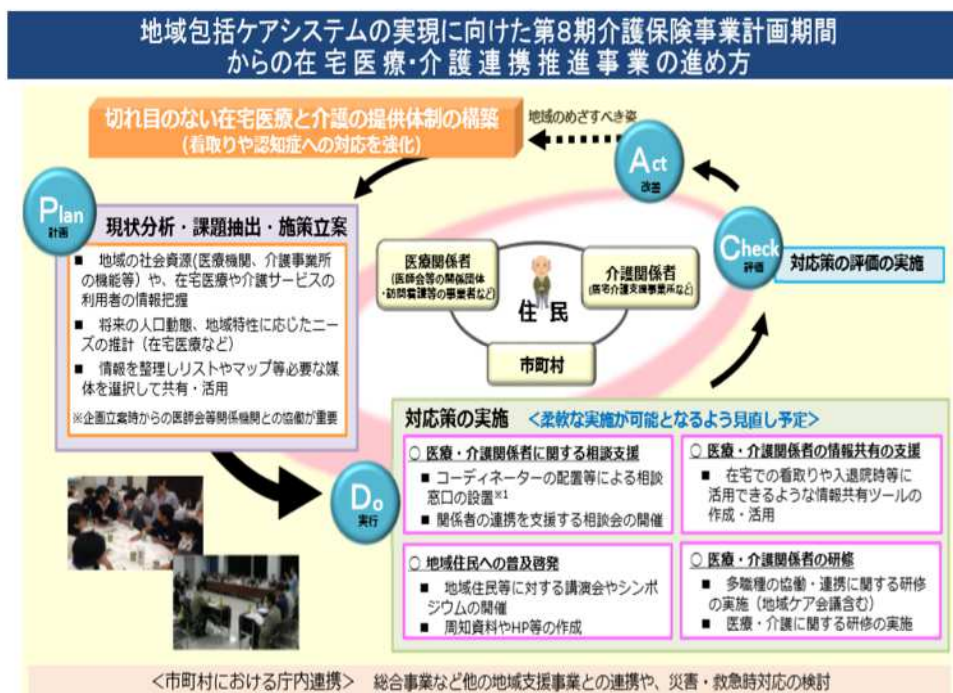 地域包括ケアシステムの実現に向けた第8期介護保険事業計画期間
からの在宅医療・介護連携推進事業の進め方
切れ目のない在宅医療と介護の提供体制の構築
(看取りや認知症への対応を強化)
地域のめざすべき姿
Act
改善
Plan
計画
現状分析・課題抽出・施策立案
■ 地域の社会資源(医療機関、介護事業所
の機能等)や、在宅医療や介護サービスの
利用者の情報把握
■ 将来の人口動態、地域特性に応じたニー
ズの推計(在宅医療など)
■ 情報を整理しリストやマップ等必要な媒
体を選択して共有・活用
※企画立案時からの医師会等関係機関との協働が重要
医療関係者
(医師会等の関係団体
・訪問看護等の事業者など)
介護関係者
(居宅介護支援事業所など)
住民
市町村
Check
評価
対応策の評価の実施
Do
実行
対応策の実施 <柔軟な実施が可能となるよう見直し予定>
○ 医療・介護関係者に関する相談支援
■ コーディネーターの配置等による相談
窓口の設置※1
■ 関係者の連携を支援する相談会の開催
○ 医療・介護関係者の情報共有の支援
■ 在宅での看取りや入退院時等に
活用できるような情報共有ツールの
作成・活用
○ 地域住民への普及啓発
■ 地域住民等に対する講演会やシンポ
ジウムの開催
■ 周知資料やHP等の作成
○ 医療・介護関係者の研修
■ 多職種の協働・連携に関する研修
の実施(地域ケア会議含む)
■ 医療・介護に関する研修の実施
<市町村における庁内連携> 総合事業など他の地域支援事業との連携や、災害・救急時対応の検討